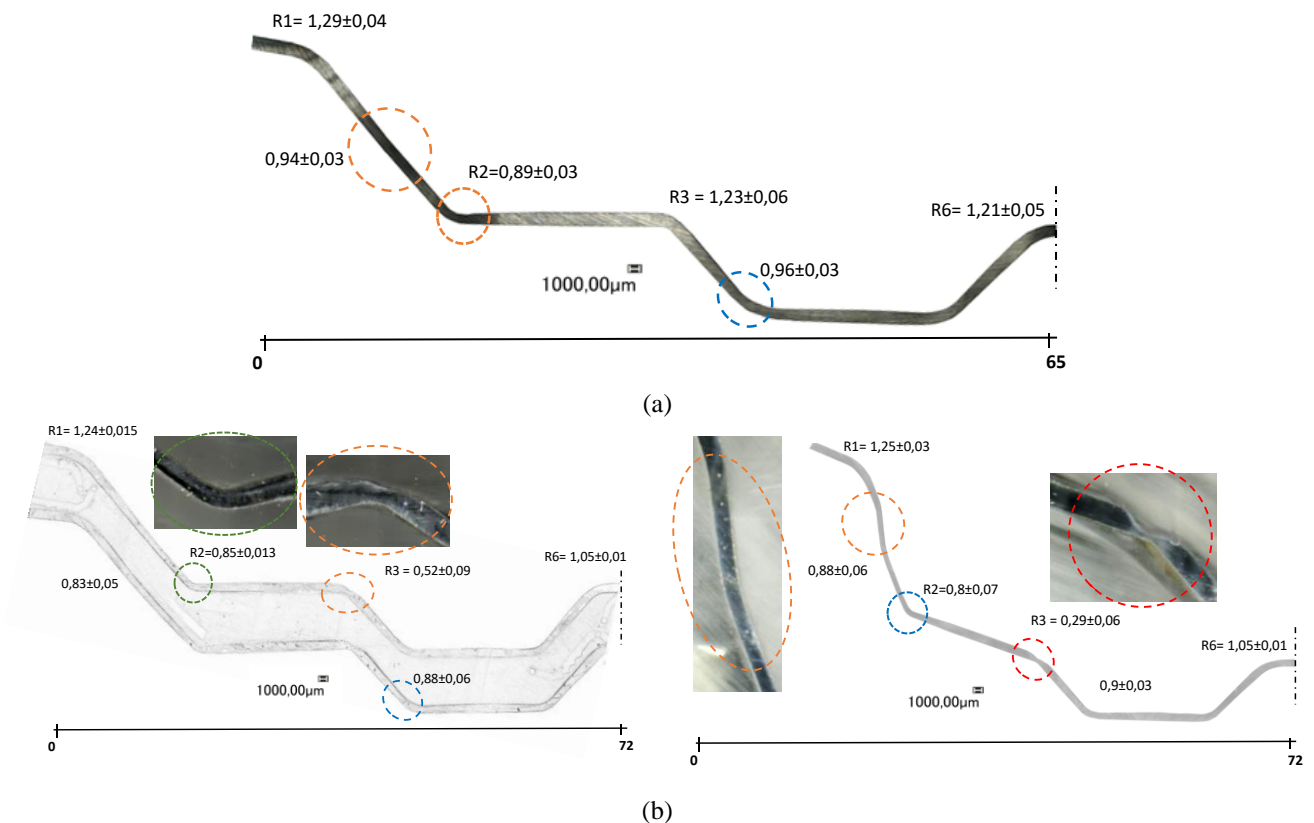 R1= 1,29±0,04
0,94±0,03
R2=0,89±0,03
R3 = 1,23±0,06
R6= 1,21±0,05
0,96±0,03
1000,00µm
0
65
(a)
R1= 1,24±0,015
R2=0,85±0,013
0,83±0,05
R3 = 0,52±0,09
R6= 1,05±0,01
0,88±0,06
1000,00µm
0
72
R1= 1,25±0,03
0,88±0,06
R2=0,8±0,07
R3 = 0,29±0,06
R6= 1,05±0,01
0,9±0,03
1000,00µm
0
72
(b)